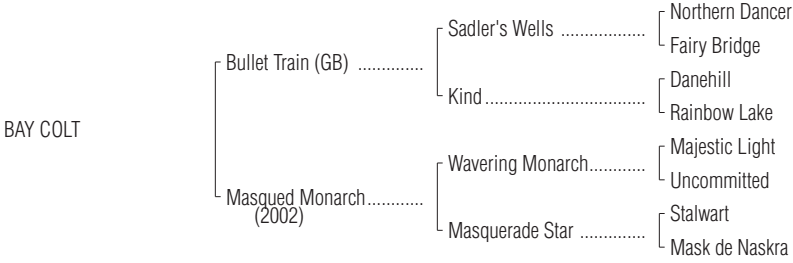 Northern Dancer
Sadler's Wells ..................
Fairy Bridge
Bullet Train (GB) ..............
Danehill
Kind ..................................
Rainbow Lake
BAY COLT
Majestic Light
Wavering Monarch............
Uncommitted
Masqued Monarch............
(2002)
Stalwart
Masquerade Star ..............
Mask de Naskra